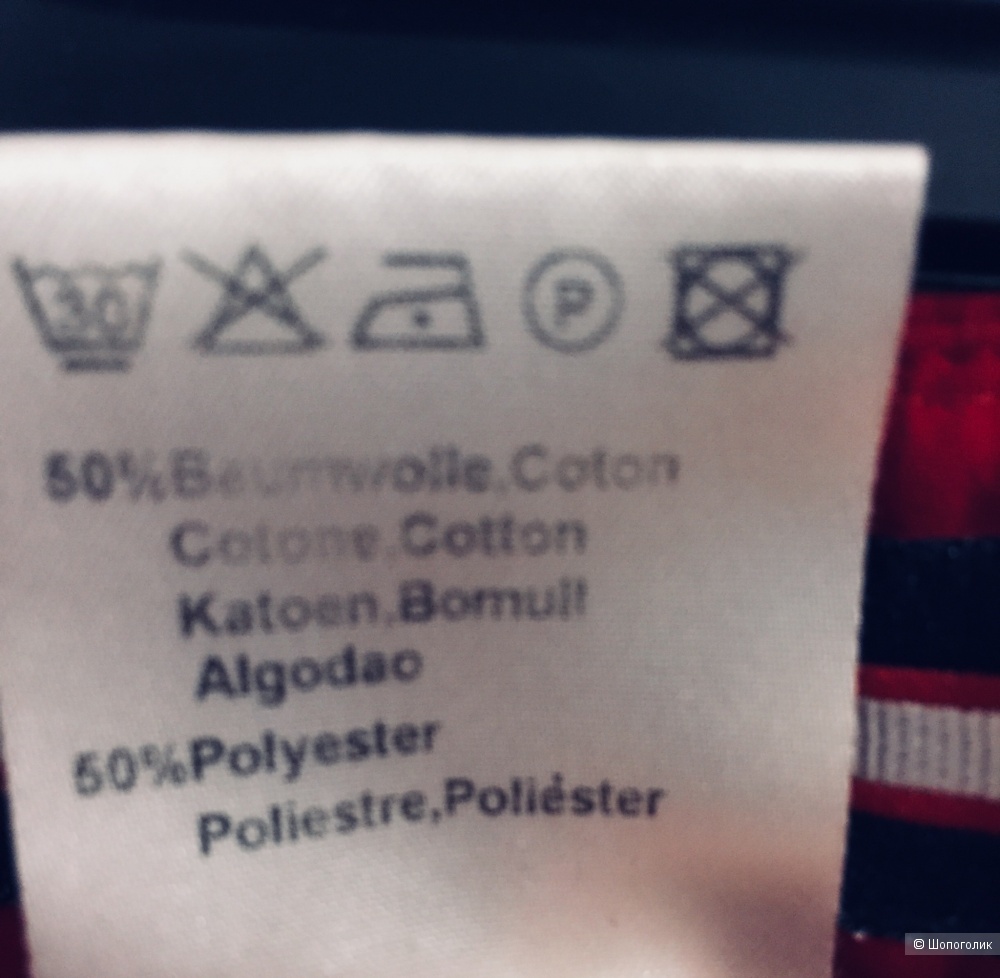 30
P
50%Baumwolle,Coton
Cotone,Cotton
Katoen,Bomull
Algodao
50%Polyester
Poliestre,Poliéster
© Шопоголик